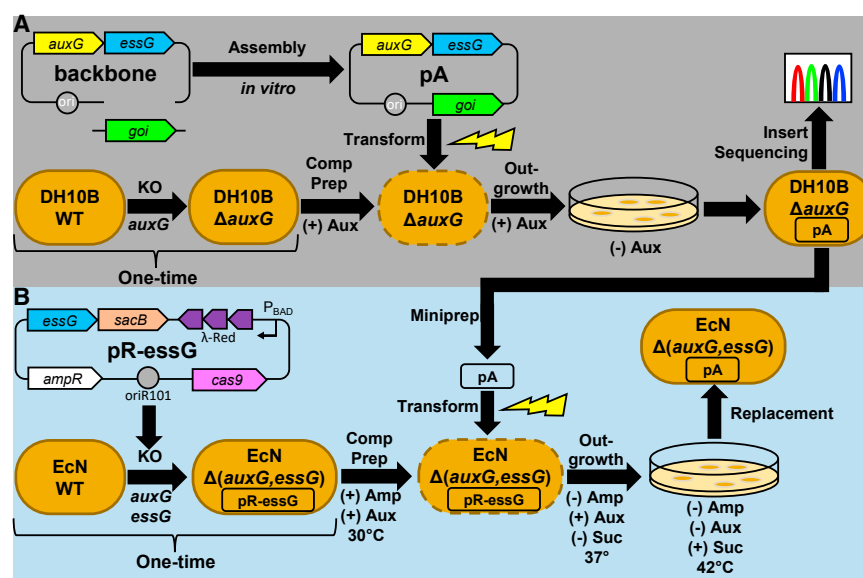 A
auxG essG
backbone
ori
goi
Assembly
in vitro
auxG essG
pA
ori goi
Transform
Insert
Sequencing
DH10B
WT
KO
auxG
DH10B
ΔauxG
Comp
Prep
(+) Aux
DH10B
ΔauxG
Out-
growth
(+) Aux
(-) Aux
DH10B
ΔauxG
pA
One-time
B
essG sacB
λ-Red
PBAD
pR-essG
ampR
oriR101
cas9
Miniprep
pA
Transform
EcN
Δ(auxG,essG)
pA
Replacement
EcN
WT
KO
auxG
essG
EcN
Δ(auxG,essG)
pR-essG
Comp
Prep
(+) Amp
(+) Aux
30°C
EcN
Δ(auxG,essG)
pR-essG
Out-
growth
(-) Amp
(+) Aux
(-) Suc
37°
(-) Amp
(-) Aux
(+) Suc
42°C
One-time